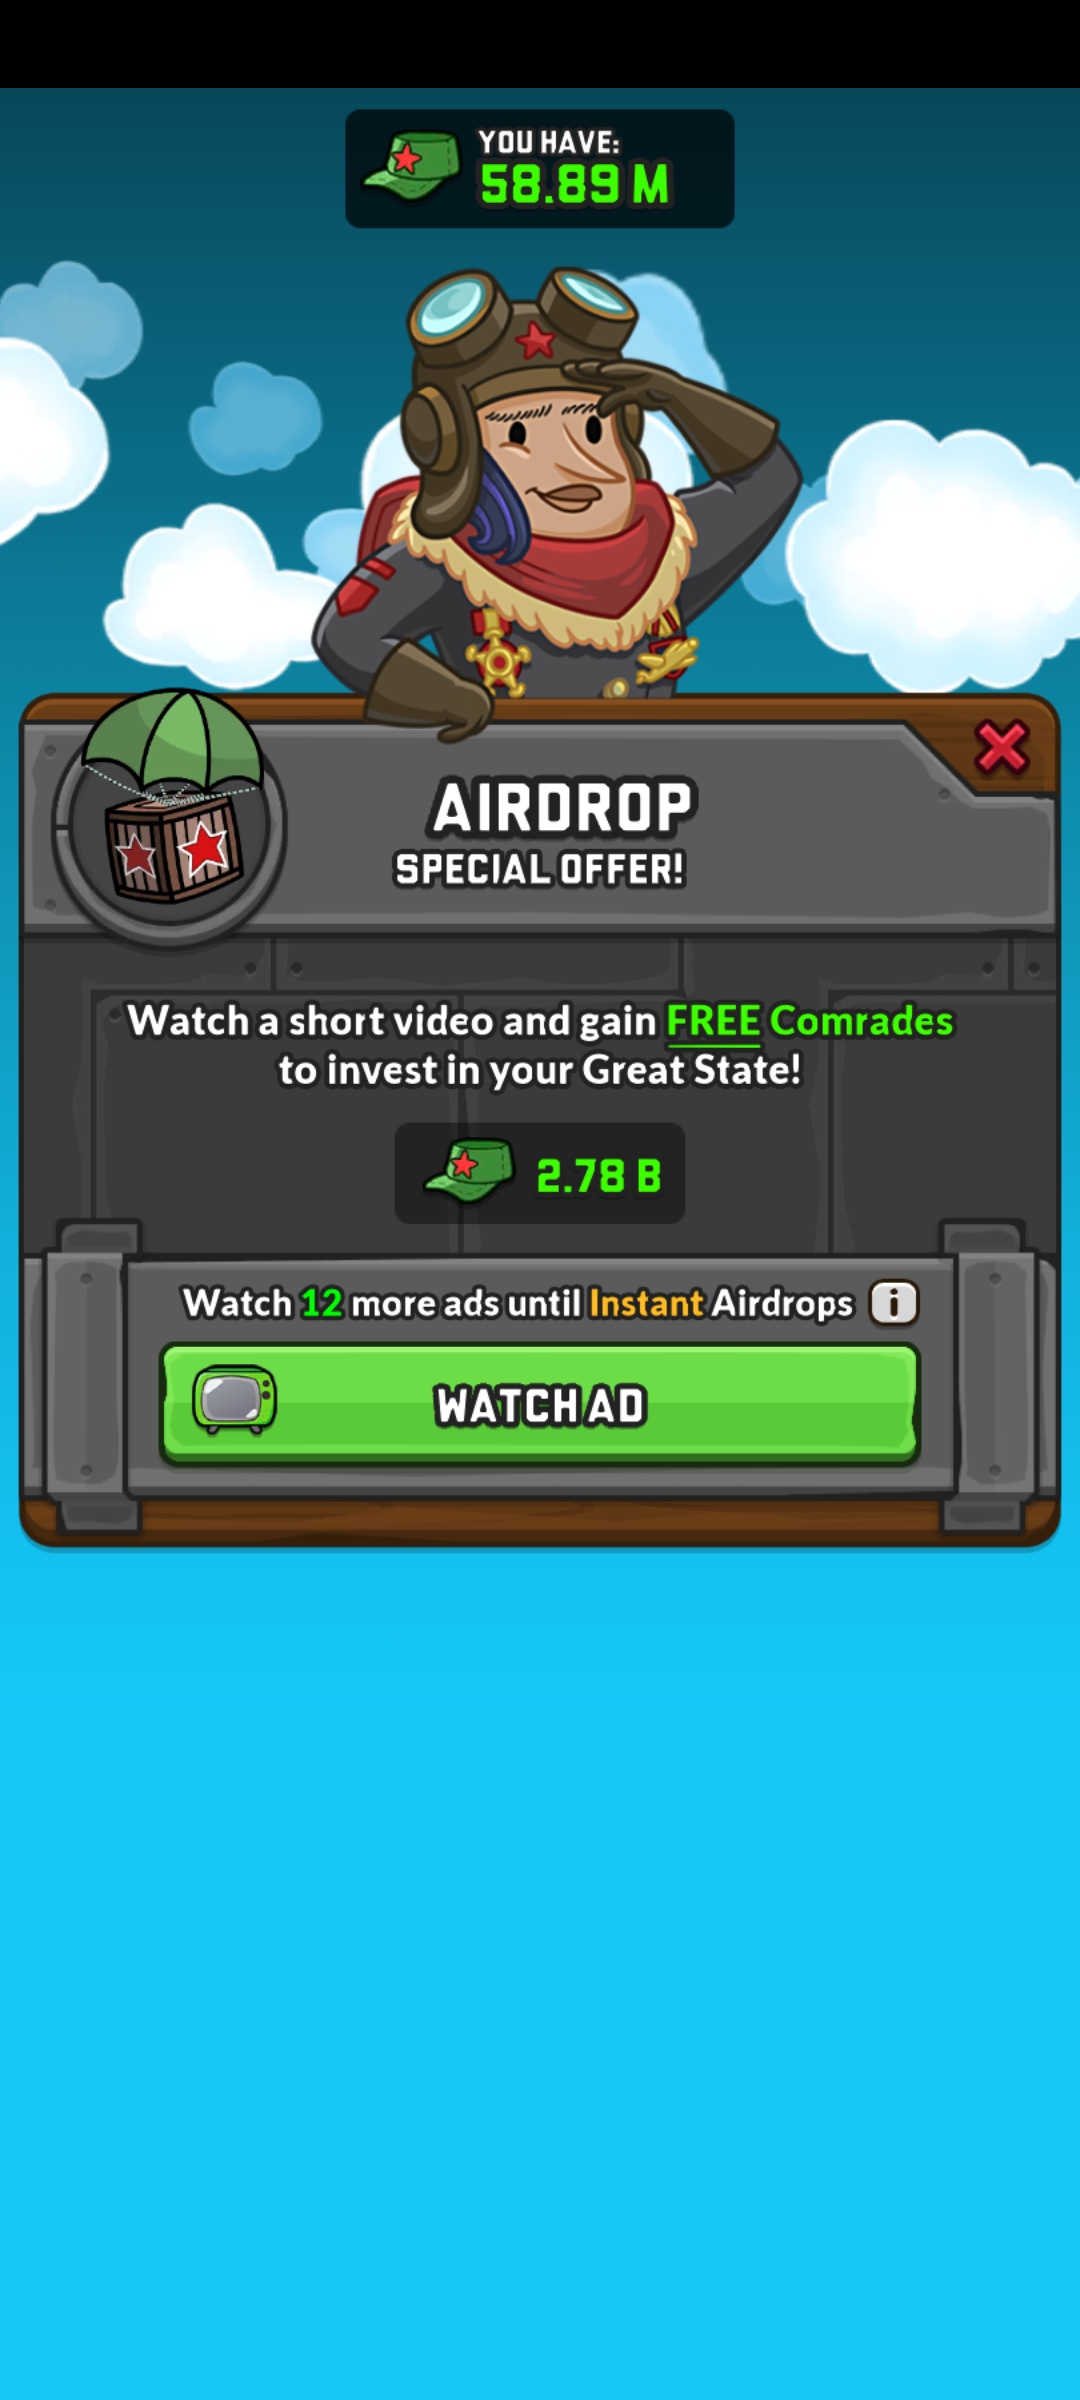 YOU HAVE:
58.89 M
AIRDROP
SPECIAL OFFER!
Watch a short video and gain FREE Comrades
to invest in your Great State!
2.78 B
Watch 12 more ads until Instant Airdrops i
WATCH AD